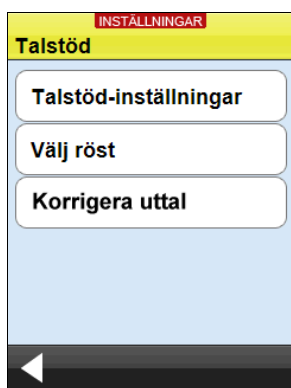 INSTÄLLNINGAR
Talstöd
Talstöd-inställningar
Välj röst
Korrigera uttal